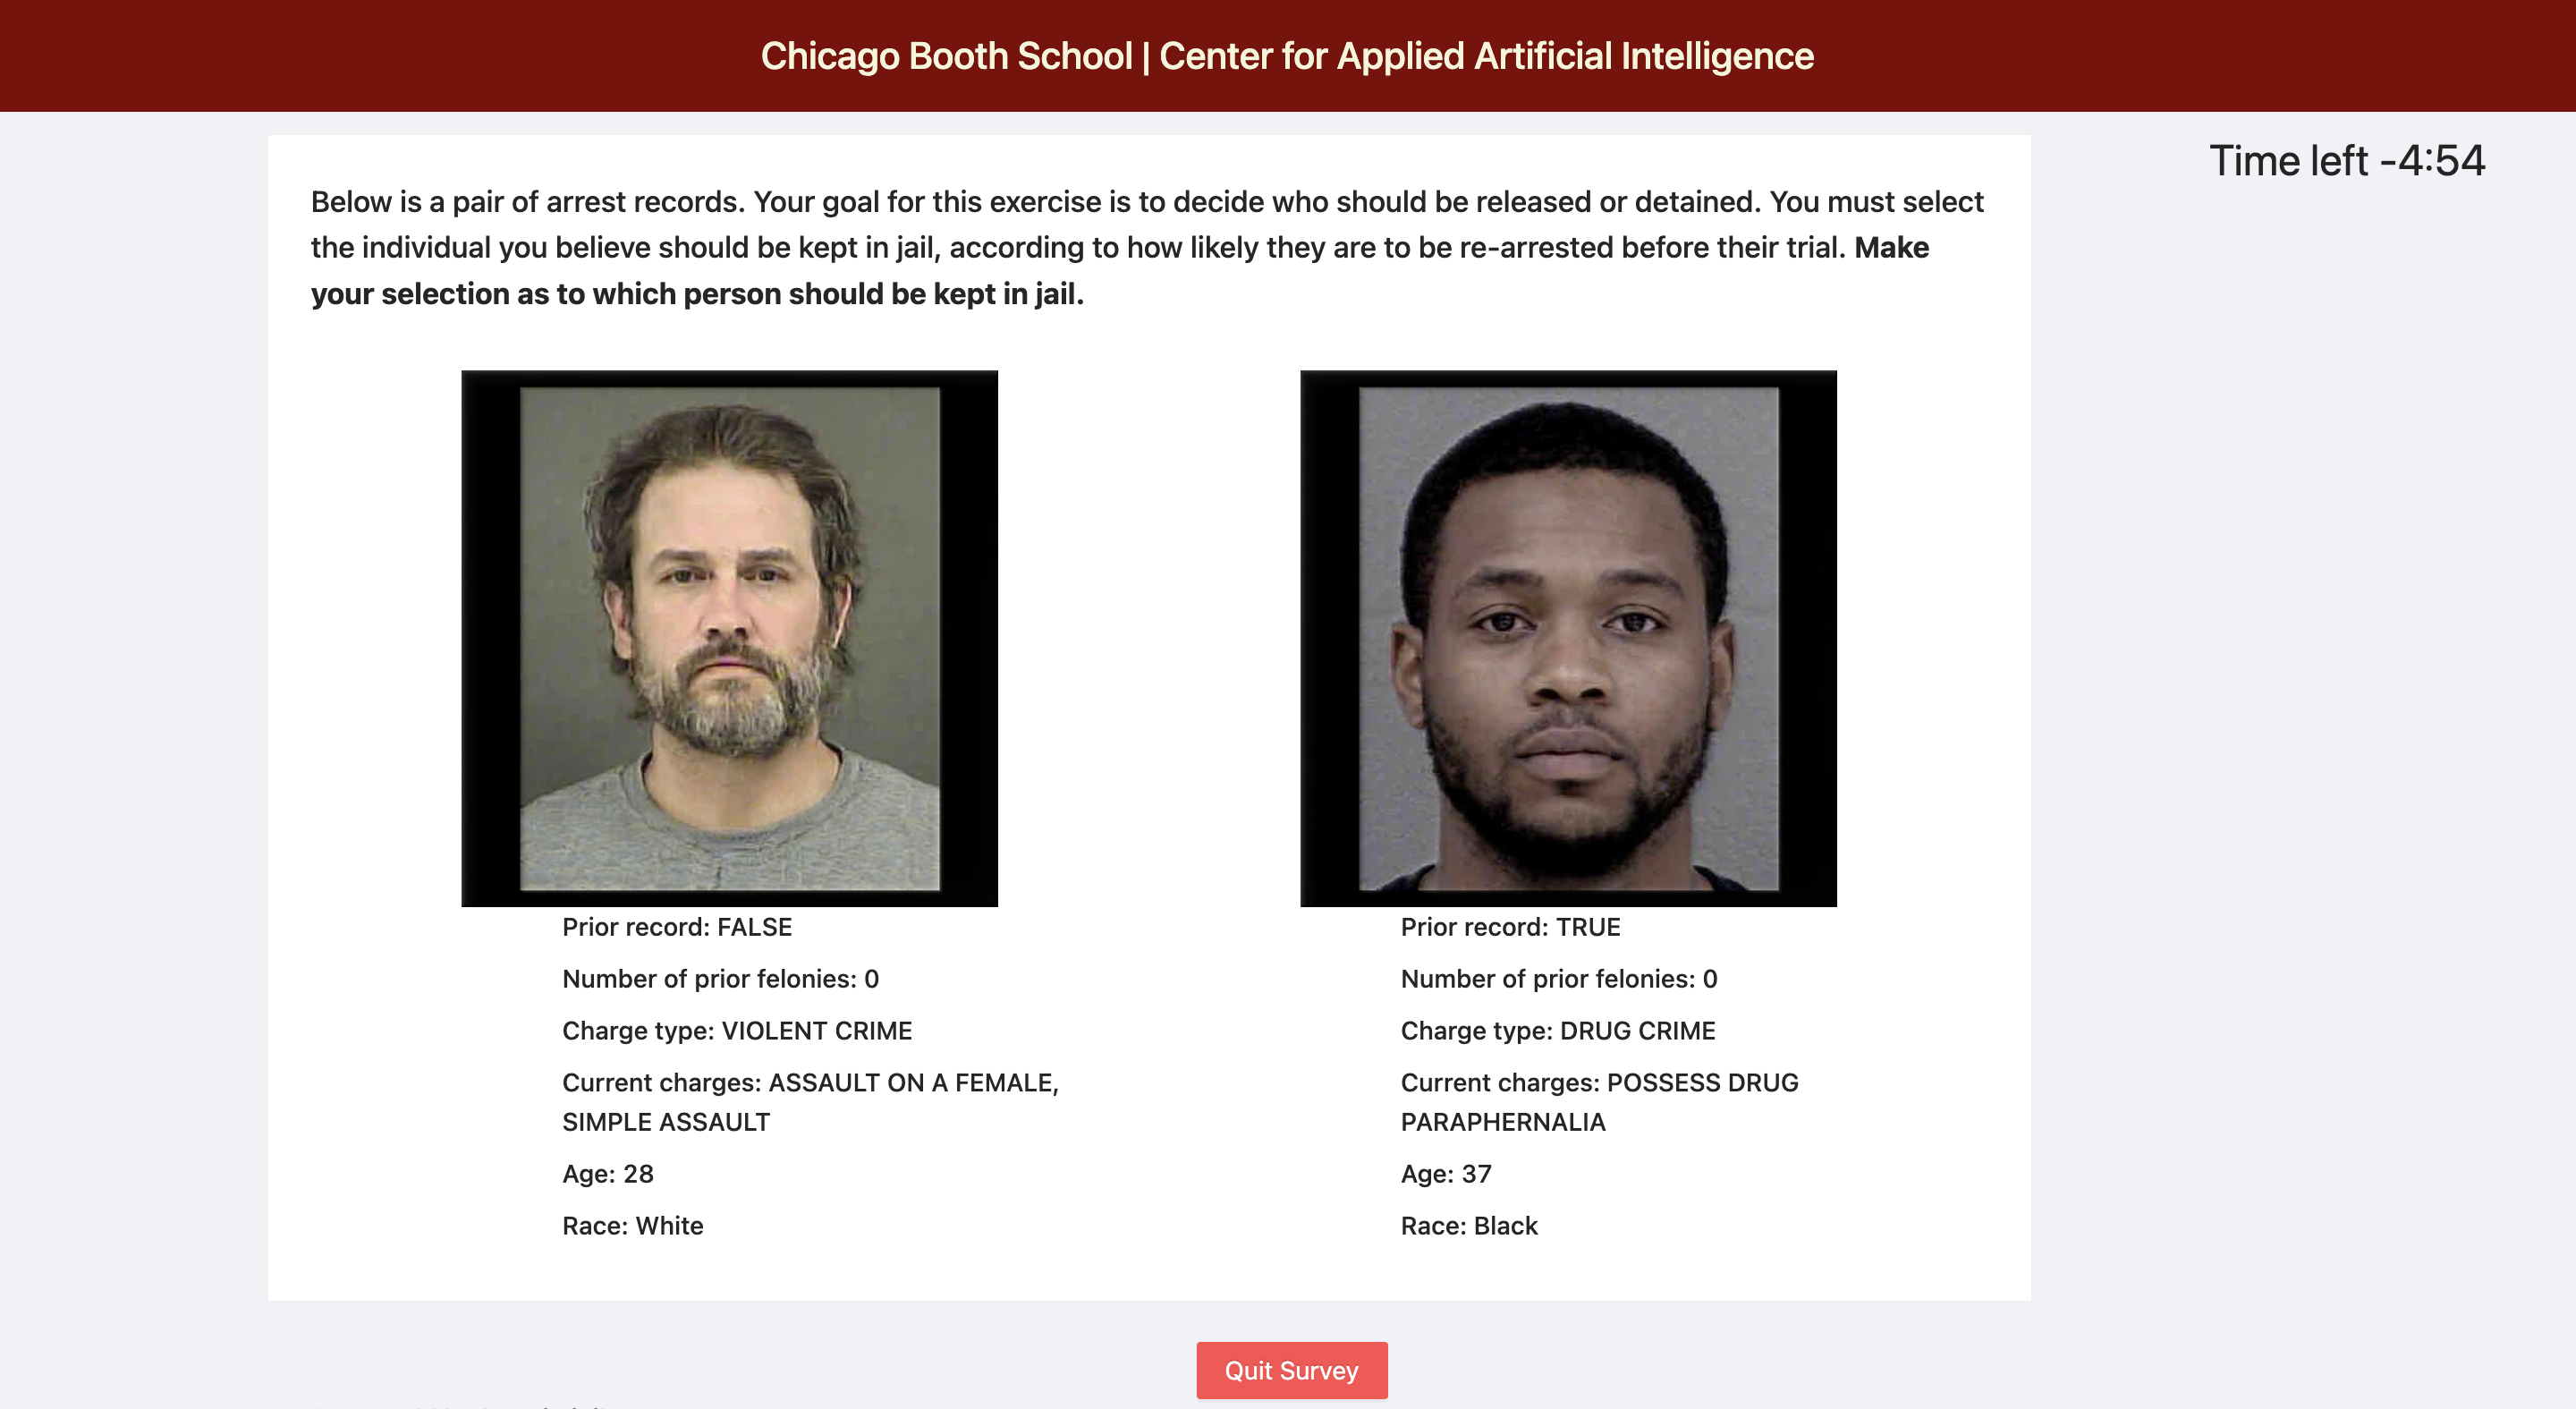 Chicago Booth School | Center for Applied Artificial Intelligence
Time left -4:54
Below is a pair of arrest records. Your goal for this exercise is to decide who should be released or detained. You must select
the individual you believe should be kept in jail, according to how likely they are to be re-arrested before their trial. Make
your selection as to which person should be kept in jail.
Prior record: FALSE
Number of prior felonies: 0
Charge type: VIOLENT CRIME
Current charges: ASSAULT ON A FEMALE,
SIMPLE ASSAULT
Age: 28
Race: White
Prior record: TRUE
Number of prior felonies: 0
Charge type: DRUG CRIME
Current charges: POSSESS DRUG
PARAPHERNALIA
Age: 37
Race: Black
Quit Survey